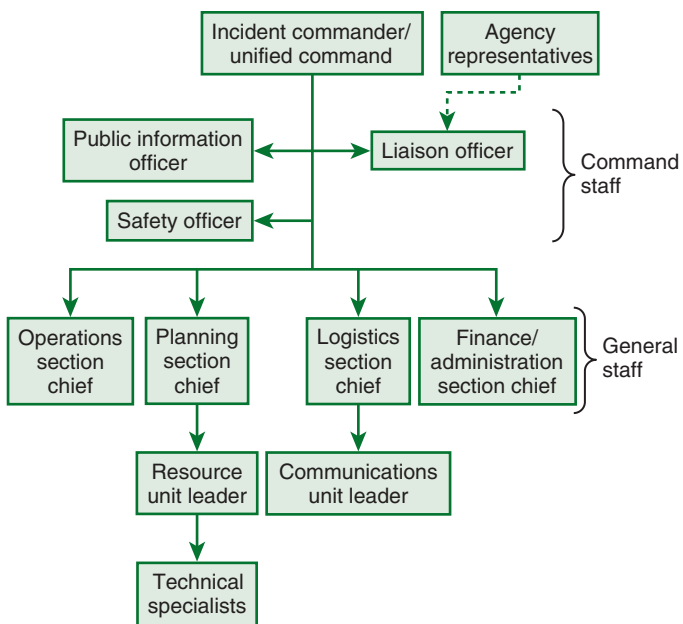 Incident commander/
unified command
Agency
representatives
Public information
officer
Liaison officer
Command
staff
Safety officer
Operations
section
chief
Planning
section
chief
Logistics
section
chief
Finance/
administration
section chief
General
staff
Resource
unit leader
Communications
unit leader
Technical
specialists